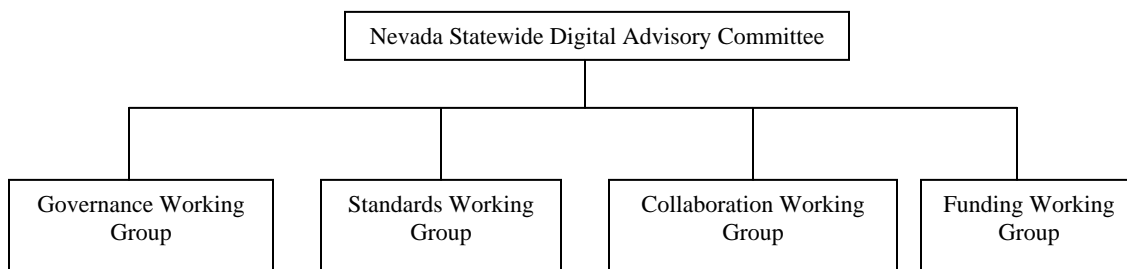 Nevada Statewide Digital Advisory Committee
Governance Working
Group
Standards Working
Group
Collaboration Working
Group
Funding Working
Group